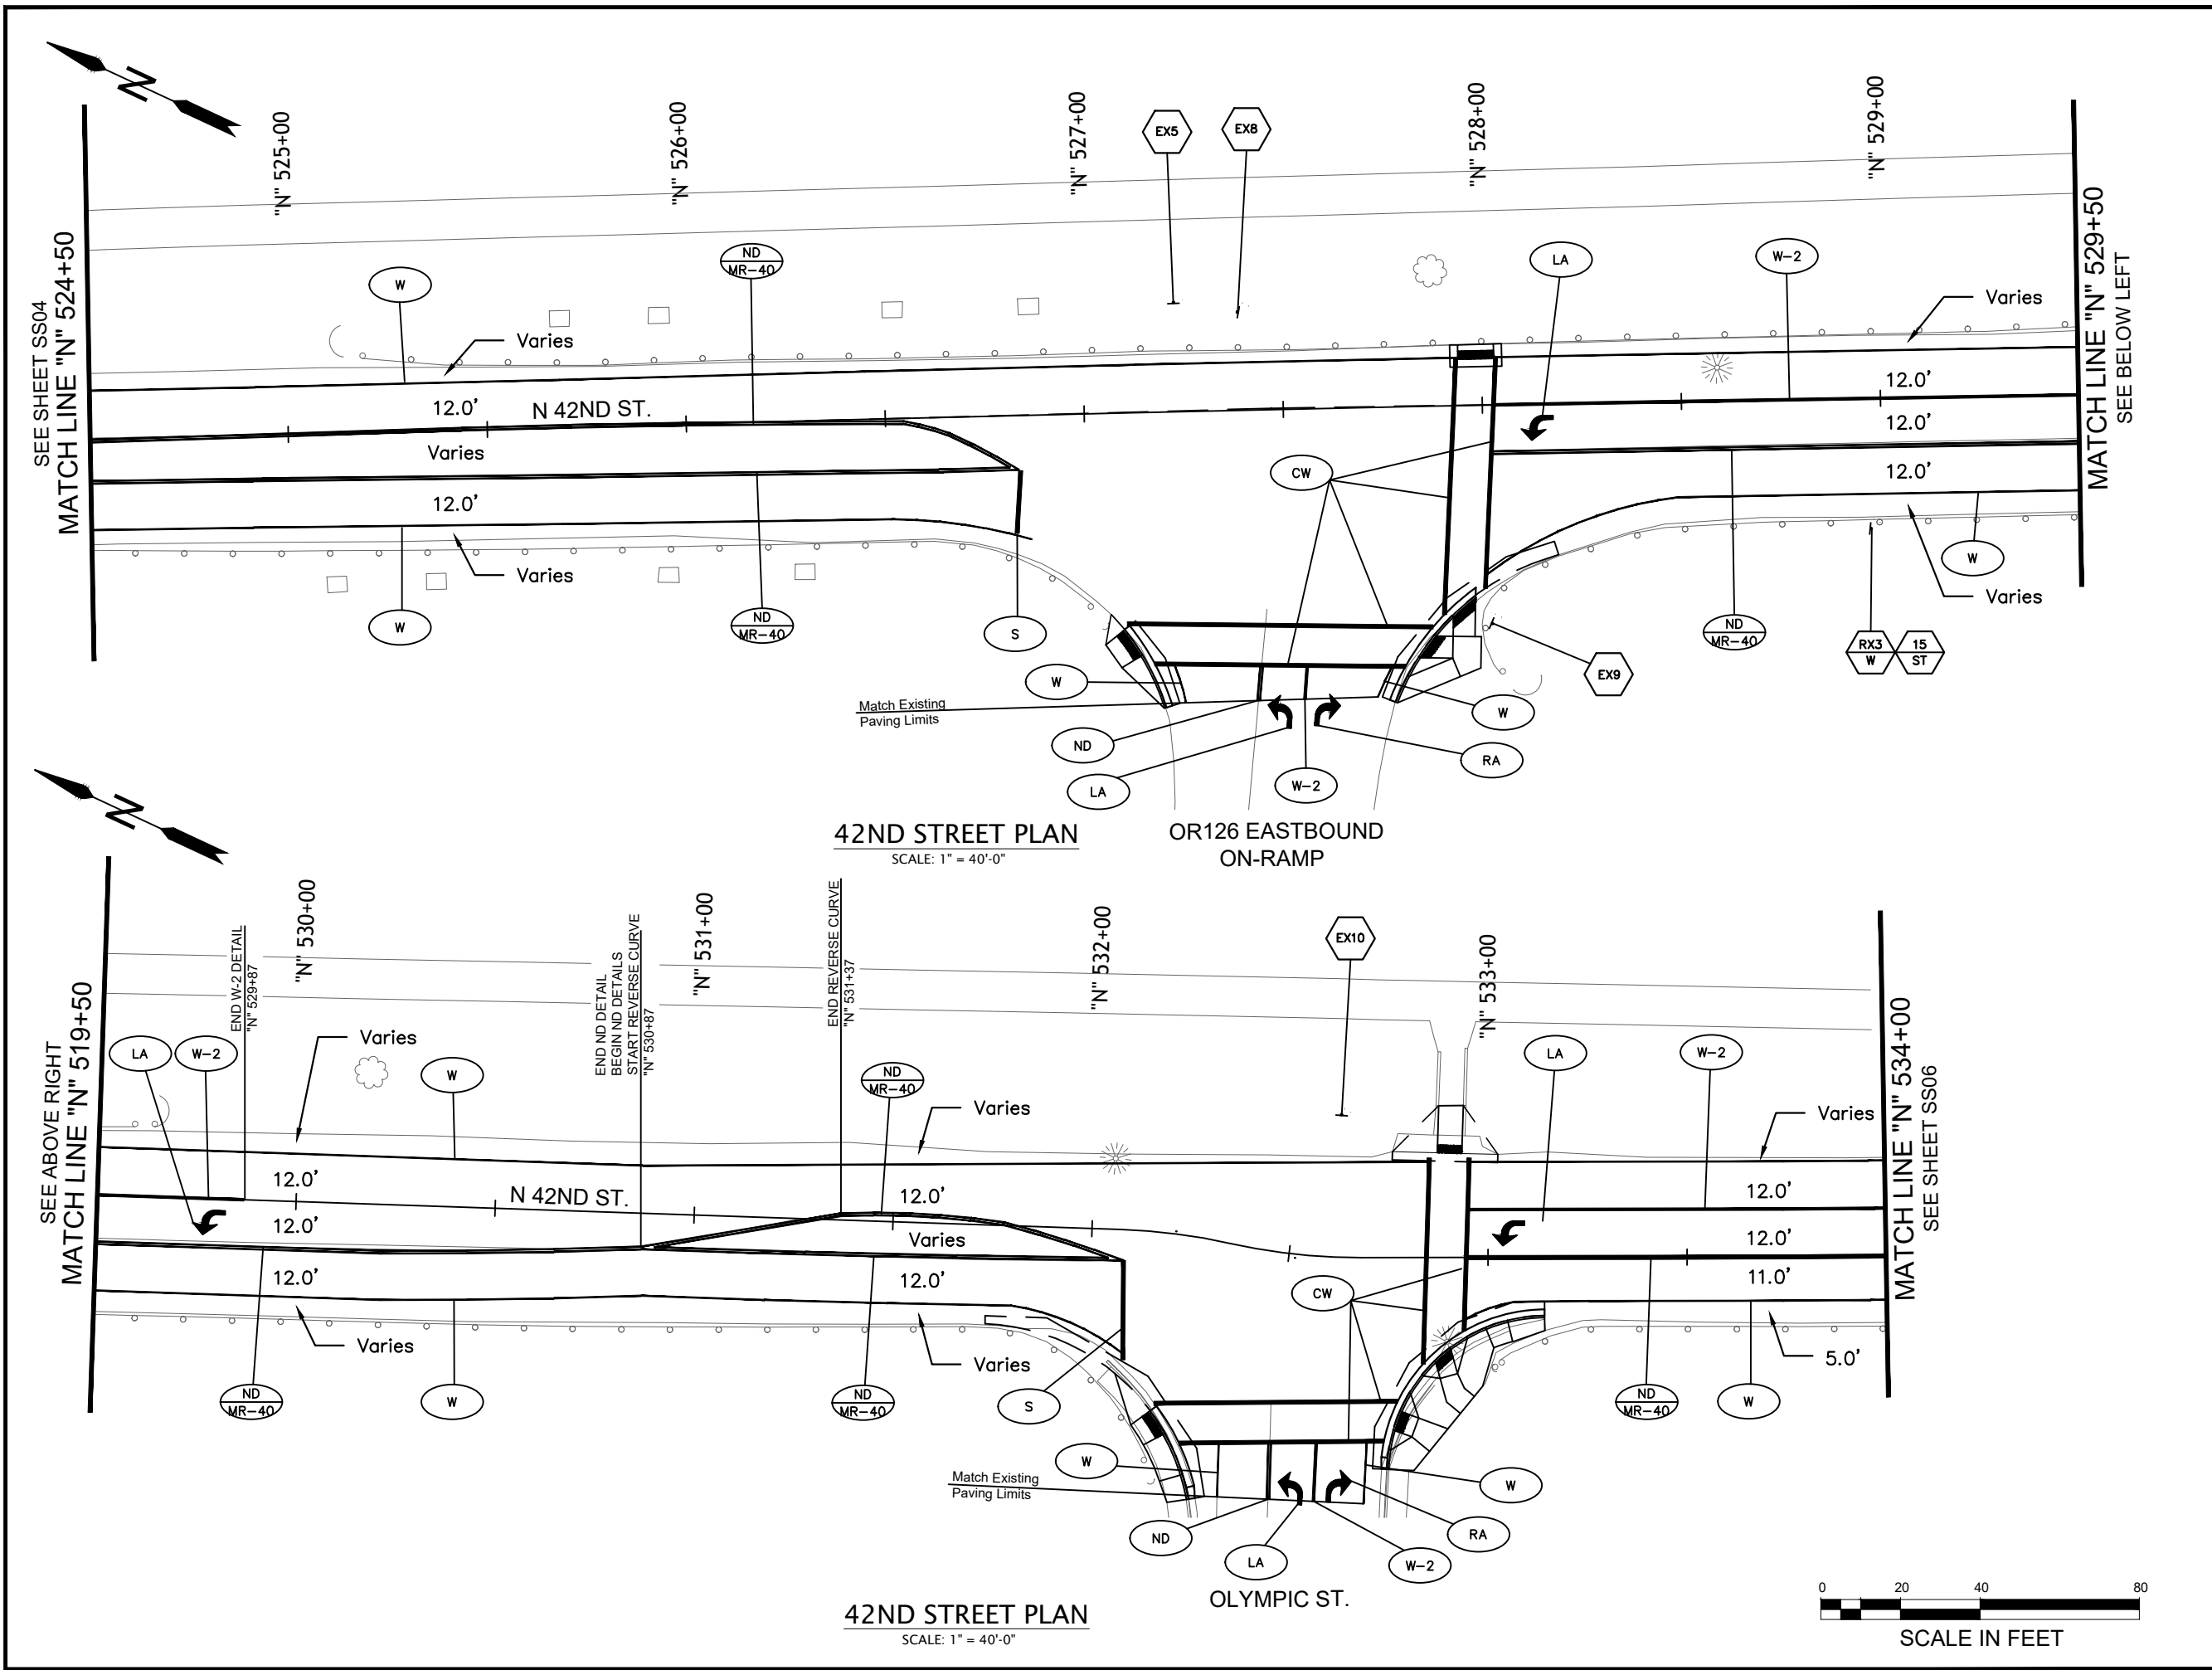 N
"N" 525+00
"N" 526+00
"N" 527+00
"N" 528+00
"N" 529+00
EX5
EX8
SEE SHEET SS04
MATCH LINE "N" 524+50
MATCH LINE "N" 529+50
SEE BELOW LEFT
W
ND
MR-40
LA
W-2
Varies
Varies
12.0'
N 42ND ST.
12.0'
Varies
12.0'
12.0'
12.0'
CW
Varies
W
ND
MR-40
S
W
Varies
ND
MR-40
RX3
W
15
ST
EX9
W
W
Match Existing
Paving Limits
ND
RA
LA
W-2
42ND STREET PLAN
SCALE: 1" = 40'-0"
OR126 EASTBOUND
ON-RAMP
N
"N" 530+00
"N" 531+00
"N" 532+00
"N" 533+00
END W-2 DETAIL
"N" 529+87
END ND DETAIL
BEGIN ND DETAILS
START REVERSE CURVE
"N" 530+87
END REVERSE CURVE
"N" 531+37
EX10
SEE ABOVE RIGHT
MATCH LINE "N" 519+50
MATCH LINE "N" 534+00
SEE SHEET SS06
LA
W-2
Varies
W
ND
MR-40
Varies
LA
W-2
Varies
12.0'
N 42ND ST.
12.0'
12.0'
12.0'
Varies
12.0'
12.0'
12.0'
11.0'
CW
Varies
Varies
5.0'
ND
MR-40
W
ND
MR-40
S
ND
MR-40
W
W
W
Match Existing
Paving Limits
ND
RA
LA
W-2
OLYMPIC ST.
42ND STREET PLAN
SCALE: 1" = 40'-0"
0 20 40 80
SCALE IN FEET